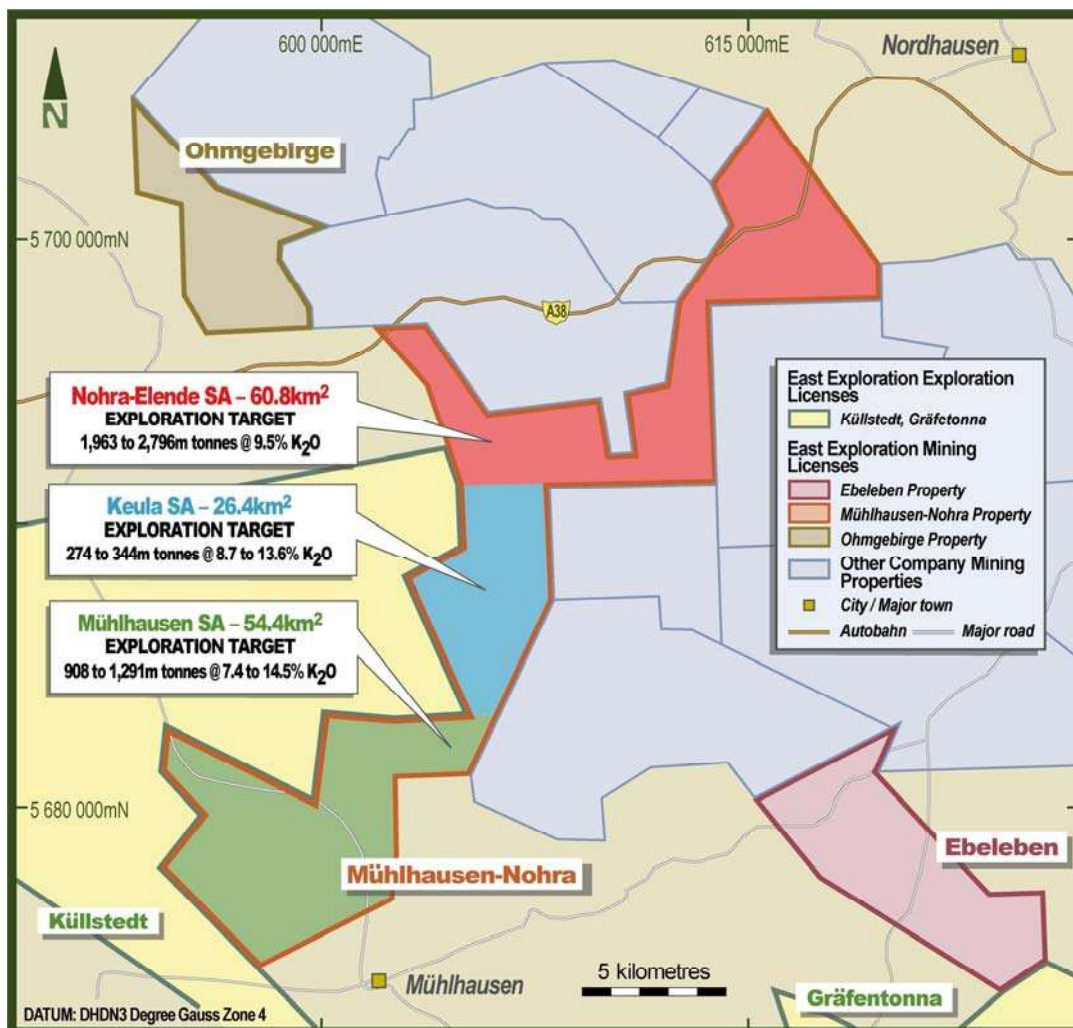 600 000mE
615 000mE
Nordhausen
N
Ohmgebirge
5 700 000mN
A38
Nohra-Elende SA – 60.8km²
EXPLORATION TARGET
1,963 to 2,796m tonnes @ 9.5% K₂O
Keula SA – 26.4km²
EXPLORATION TARGET
274 to 344m tonnes @ 8.7 to 13.6% K₂O
Mühlhausen SA – 54.4km²
EXPLORATION TARGET
908 to 1,291m tonnes @ 7.4 to 14.5% K₂O
East Exploration Exploration
Licenses
Küllstedt, Gräfctonna
East Exploration Mining
Licenses
Ebeleben Property
Mühlhausen-Nohra Property
Ohmgebirge Property
Other Company Mining
Properties
City / Major town
Autobahn
Major road
5 680 000mN
Ebeleben
Mühlhausen-Nohra
Küllstedt
5 kilometres
Mühlhausen
Gräfentonna
DATUM: DHDN3 Degree Gauss Zone 4